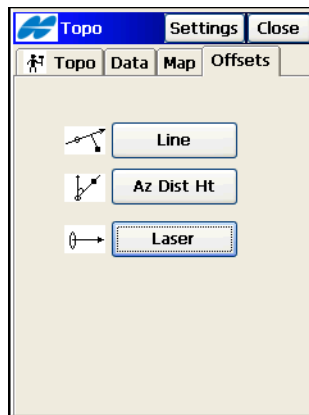 Topo Settings Close
Topo Data Map Offsets
Line
Az Dist Ht
Laser